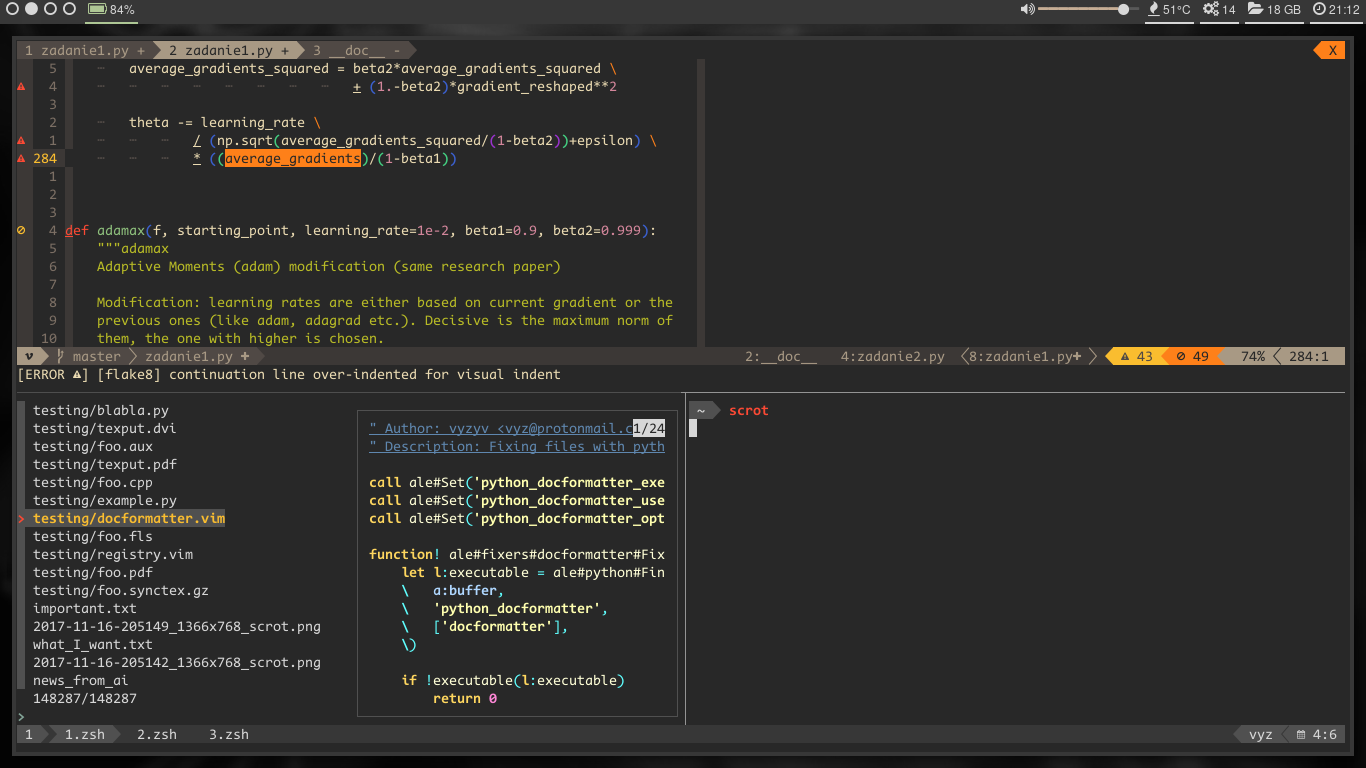 84%
51°C 14 18 GB 21:12
1 zadanie1.py + 2 zadanie1.py + 3 __doc__ - X
5 average_gradients_squared = beta2*average_gradients_squared \
4 + (1.-beta2)*gradient_reshaped**2
3
2 theta -= learning_rate \
1 / (np.sqrt(average_gradients_squared/(1-beta2))+epsilon) \
284 * ((average_gradients)/(1-beta1))
1
2
3
4 def adamax(f, starting_point, learning_rate=1e-2, beta1=0.9, beta2=0.999):
5 """adamax
6 Adaptive Moments (adam) modification (same research paper)
7
8 Modification: learning rates are either based on current gradient or the
9 previous ones (like adam, adagrad etc.). Decisive is the maximum norm of
10 them, the one with higher is chosen.
v master zadanie1.py + 2:__doc__ 4:zadanie2.py 8:zadanie1.py+ 43 49 74% 284:1
[ERROR ⚠] [flake8] continuation line over-indented for visual indent
testing/blabla.py
testing/texput.dvi
testing/foo.aux
testing/texput.pdf
testing/foo.cpp
testing/example.py
> testing/docformatter.vim
testing/foo.fls
testing/registry.vim
testing/foo.pdf
testing/foo.synctex.gz
important.txt
2017-11-16-205149_1366x768_scrot.png
what_I_want.txt
2017-11-16-205142_1366x768_scrot.png
news_from_ai
148287/148287
>
" Author: vyzyv <vyz@protonmail.c1/24
" Description: Fixing files with pyth
call ale#Set('python_docformatter_exe
call ale#Set('python_docformatter_use
call ale#Set('python_docformatter_opt
function! ale#fixers#docformatter#Fix
let l:executable = ale#python#Fin
\ a:buffer,
\ 'python_docformatter',
\ ['docformatter'],
\)
if !executable(l:executable)
return 0
~ scrot
1 1.zsh 2.zsh 3.zsh vyz 4:6